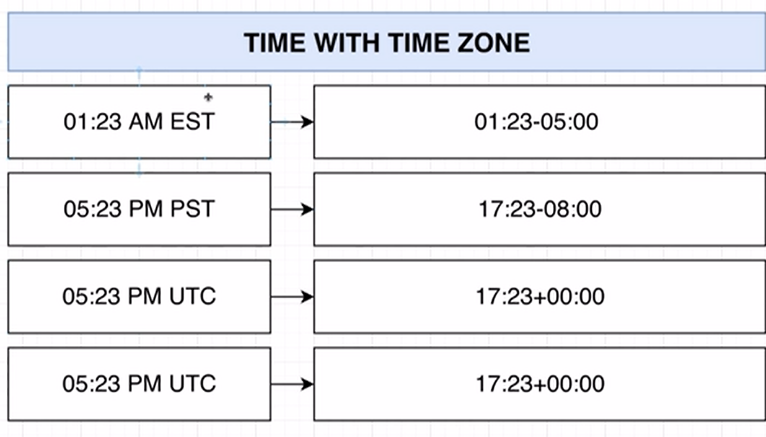 TIME WITH TIME ZONE
01:23 AM EST
01:23-05:00
05:23 PM PST
17:23-08:00
05:23 PM UTC
17:23+00:00
05:23 PM UTC
17:23+00:00